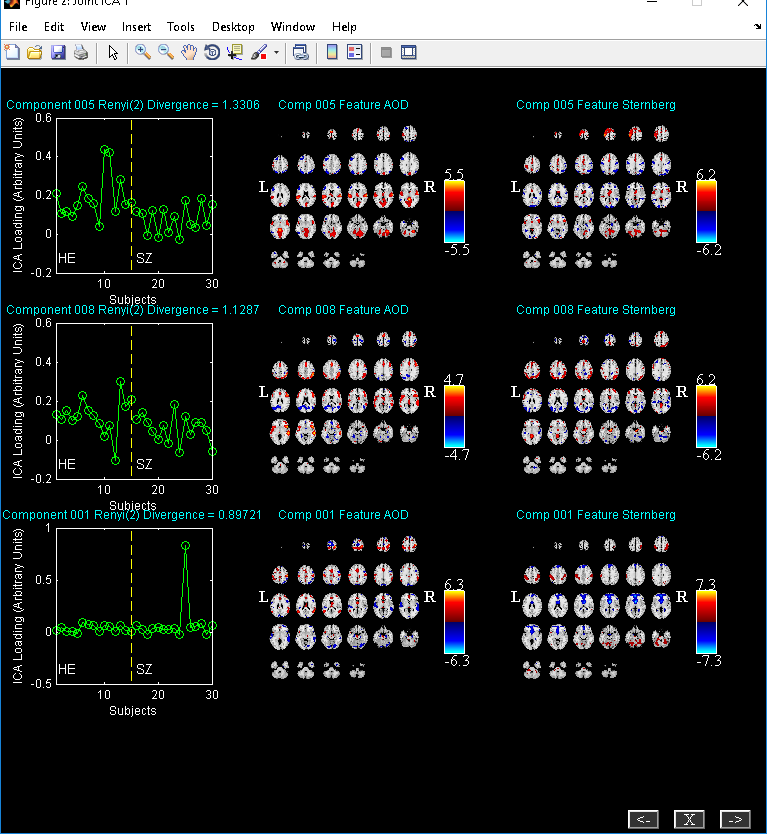 Figure 2: Joint ICA 1
File Edit View Insert Tools Desktop Window Help
Component 005 Renyi(2) Divergence = 1.3306
Comp 005 Feature AOD
Comp 005 Feature Sternberg
ICA Loading (Arbitrary Units)
0.6
0.4
0.2
0
-0.2
HE
SZ
10 20 30
Subjects
L
R
5.5
-5.5
L
R
6.2
-6.2
Component 008 Renyi(2) Divergence = 1.1287
Comp 008 Feature AOD
Comp 008 Feature Sternberg
ICA Loading (Arbitrary Units)
0.6
0.4
0.2
0
-0.2
HE
SZ
10 20 30
Subjects
L
R
4.7
-4.7
L
R
6.2
-6.2
Component 001 Renyi(2) Divergence = 0.89721
Comp 001 Feature AOD
Comp 001 Feature Sternberg
ICA Loading (Arbitrary Units)
1
0.5
0
-0.5
HE
SZ
10 20 30
Subjects
L
R
6.3
-6.3
L
R
7.3
-7.3
<- X ->